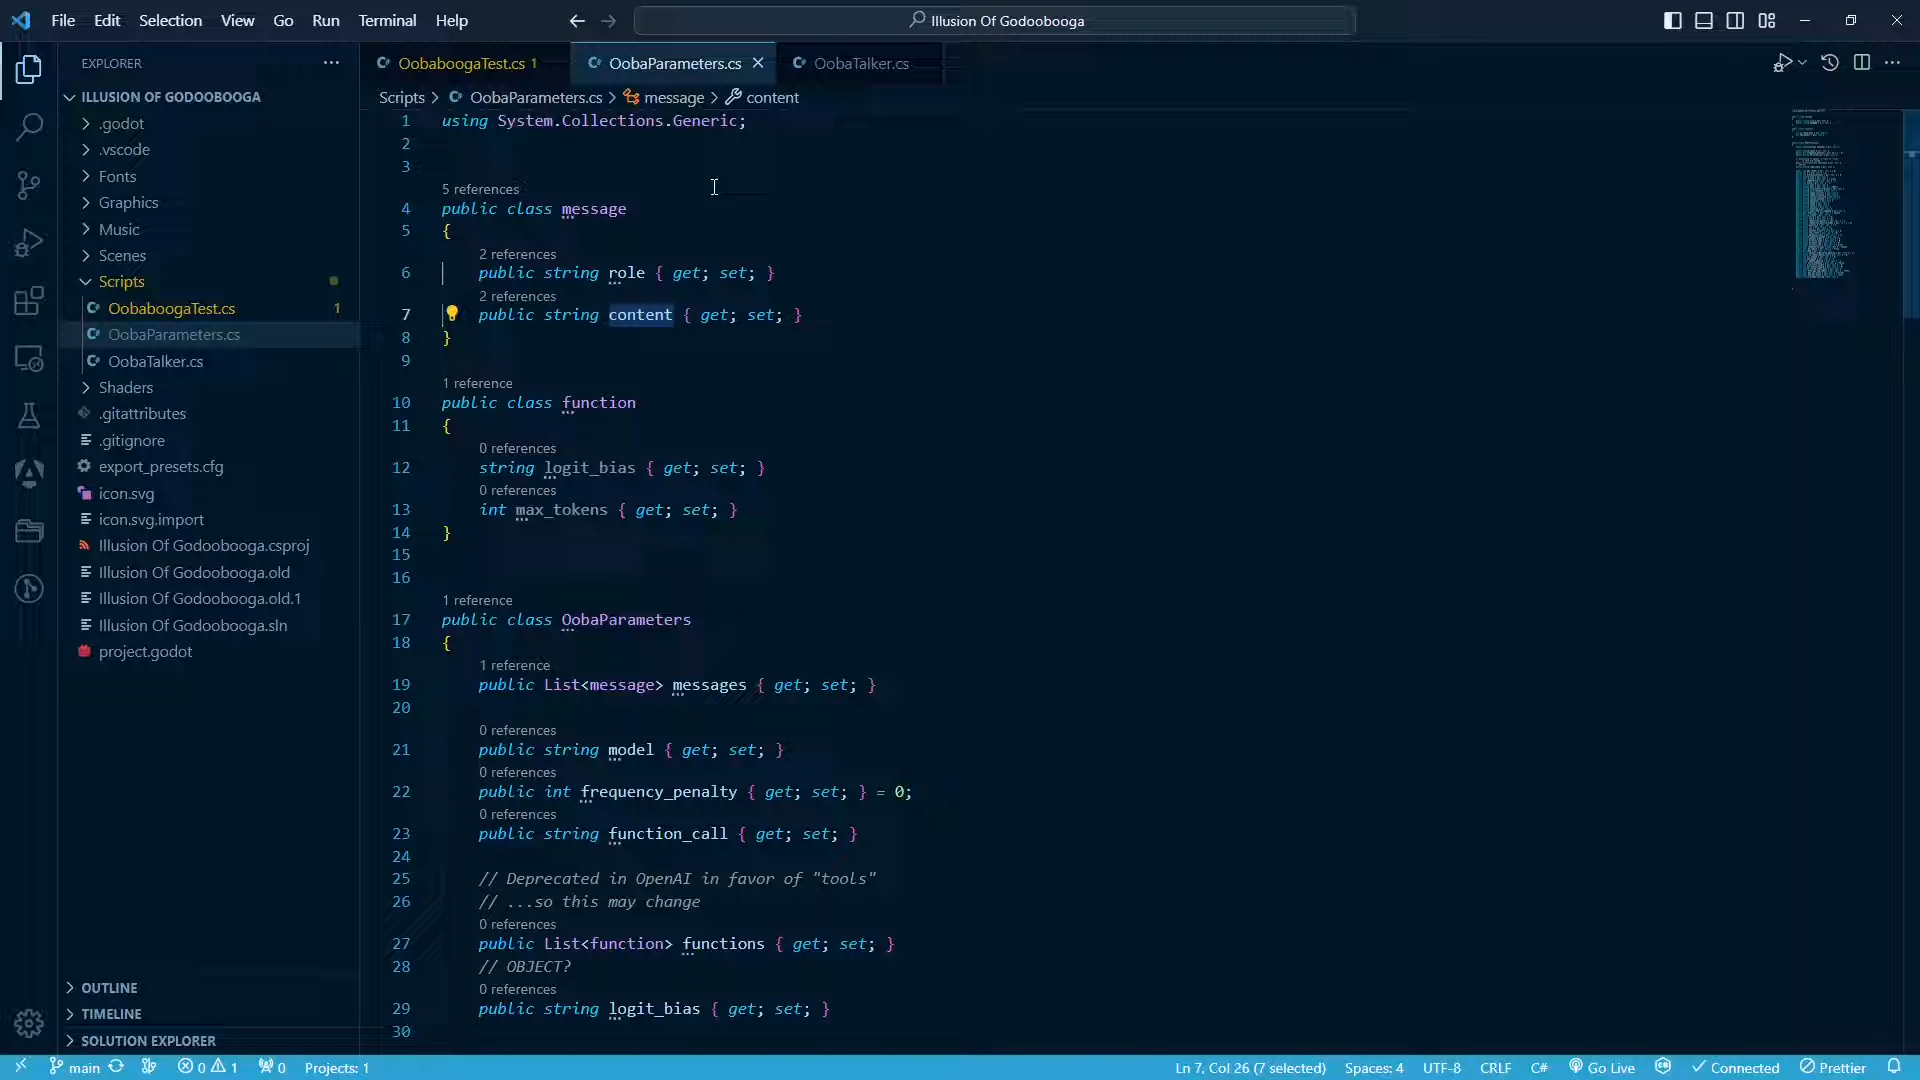 File Edit Selection View Go Run Terminal Help
Illusion Of Godoobooga
EXPLORER
OobaboogaTest.cs 1
OobaParameters.cs
OobaTalker.cs
ILLUSION OF GODOOBOOGA
.godot
.vscode
Fonts
Graphics
Music
Scenes
Scripts
OobaboogaTest.cs 1
OobaParameters.cs
OobaTalker.cs
Shaders
.gitattributes
.gitignore
export_presets.cfg
icon.svg
icon.svg.import
Illusion Of Godoobooga.csproj
Illusion Of Godoobooga.old
Illusion Of Godoobooga.old.1
Illusion Of Godoobooga.sln
project.godot
OUTLINE
TIMELINE
SOLUTION EXPLORER
Scripts > OobaParameters.cs > message > content
1 using System.Collections.Generic;
2
3
5 references
4 public class message
5 {
2 references
6 public string role { get; set; }
2 references
7 public string content { get; set; }
8 }
9
1 reference
10 public class function
11 {
0 references
12 string logit_bias { get; set; }
0 references
13 int max_tokens { get; set; }
14 }
15
16
1 reference
17 public class OobaParameters
18 {
1 reference
19 public List<message> messages { get; set; }
20
0 references
21 public string model { get; set; }
0 references
22 public int frequency_penalty { get; set; } = 0;
0 references
23 public string function_call { get; set; }
24
25 // Deprecated in OpenAI in favor of "tools"
26 // ...so this may change
0 references
27 public List<function> functions { get; set; }
28 // OBJECT?
0 references
29 public string logit_bias { get; set; }
30
main 0 1 0 Projects: 1 Ln 7, Col 26 (7 selected) Spaces: 4 UTF-8 CRLF C# Go Live Connected Prettier